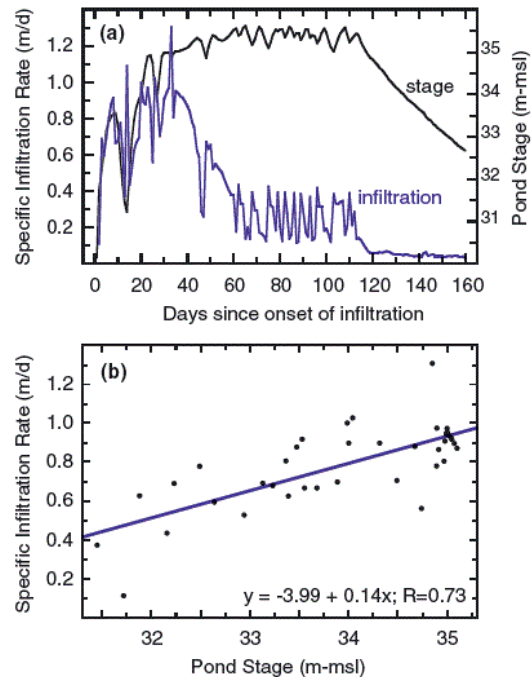 (a)
Specific Infiltration Rate (m/d)
1.2
1.0
0.8
0.6
0.4
0.2
stage
infiltration
35
34
33
32
31
Pond Stage (m-msl)
0 20 40 60 80 100 120 140 160
Days since onset of infiltration
(b)
Specific Infiltration Rate (m/d)
1.2
1.0
0.8
0.6
0.4
0.2
y = -3.99 + 0.14x; R=0.73
32 33 34 35
Pond Stage (m-msl)